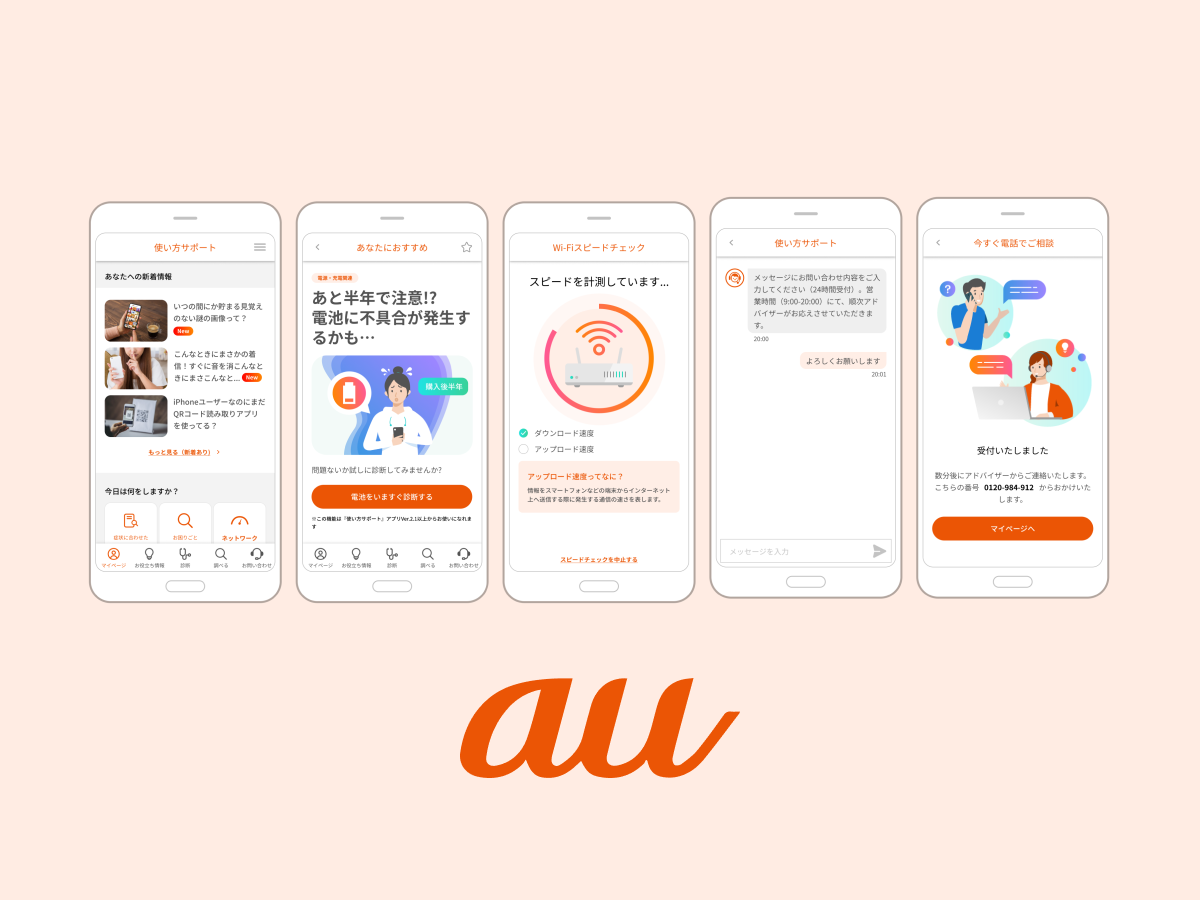 使い方サポート
あなたへの新着情報
いつの間にか貯まる見覚え
のない謎の画像って？
New
こんなときにまさかの着
信！すぐに音を消こんなと
きにまさこんなと...
New
iPhoneユーザーなのにまだ
QRコード読み取りアプリ
を使ってる？
もっと見る（新着あり）
今日は何をしますか？
症状に合わせた
お困りごと
ネットワーク
マイページ
お役立ち情報
診断
調べる
お問い合わせ
あなたにおすすめ
電源・充電関連
あと半年で注意!?
電池に不具合が発生す
るかも…
購入後半年
問題ないか試しに診断してみませんか?
電池をいますぐ診断する
※この機能は『使い方サポート』アプリVer.2.1以上からお使いになれま
す
マイページ
お役立ち情報
診断
調べる
お問い合わせ
Wi-Fiスピードチェック
スピードを計測しています...
ダウンロード速度
アップロード速度
アップロード速度ってなに？
情報をスマートフォンなどの端末からインターネット
上へ送信する際に発生する通信の速さを表します。
スピードチェックを中止する
使い方サポート
メッセージにお問い合わせ内容をご入
力してください（24時間受付）。営
業時間（9:00-20:00）にて、順次アド
バイザーがお応えさせていただきま
す。
20:00
よろしくお願いします
20:01
メッセージを入力
今すぐ電話でご相談
?
受付いたしました
数分後にアドバイザーからご連絡いたします。
こちらの番号 0120-984-912 からおかけいた
します。
マイページへ
au